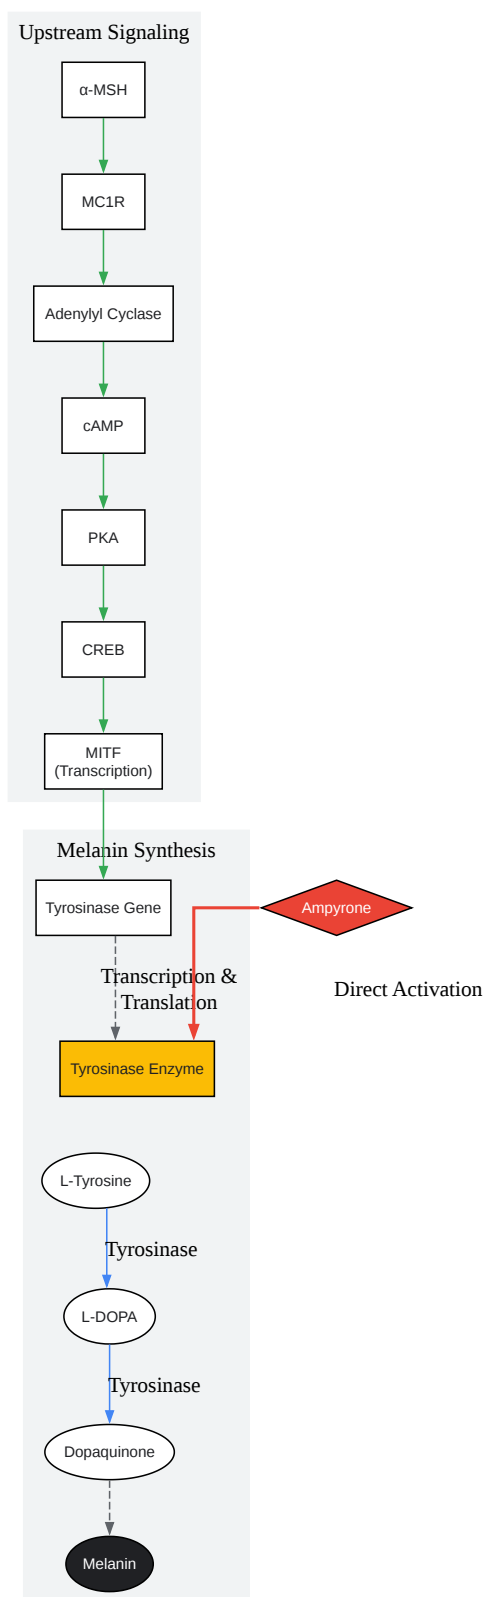 Upstream Signaling
α-MSH
MC1R
Adenylyl Cyclase
cAMP
PKA
CREB
MITF
(Transcription)
Melanin Synthesis
Tyrosinase Gene
Ampyrone
Transcription &
Translation
Direct Activation
Tyrosinase Enzyme
L-Tyrosine
Tyrosinase
L-DOPA
Tyrosinase
Dopaquinone
Melanin